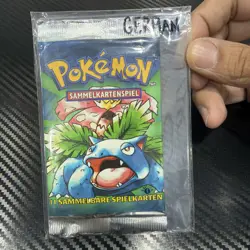 GERMAN
POKéMON
SAMMELKARTENSPIEL
11 SAMMELBARE SPIELKARTEN